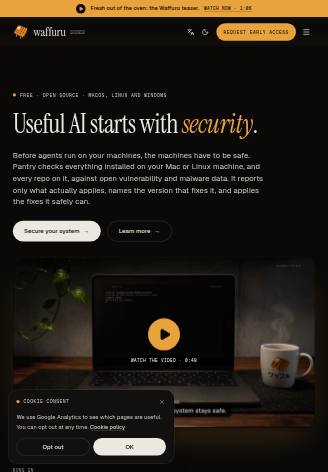 Fresh out of the oven: the Waffuru teaser. WATCH NOW · 1:06
waffuru
REQUEST EARLY ACCESS
FREE · OPEN SOURCE · MACOS, LINUX AND WINDOWS
Useful AI starts with security.
Before agents run on your machines, the machines have to be safe.
Pantry checks everything installed on your Mac or Linux machine, and
every repo on it, against open vulnerability and malware data. It reports
only what actually applies, names the version that fixes it, and applies
the fixes it safely can.
Secure your system →
Learn more →
WATCH THE VIDEO · 0:49
system stays safe.
COOKIE CONSENT
We use Google Analytics to see which pages are useful.
You can opt out at any time. Cookie policy
Opt out
OK
RUNS ON